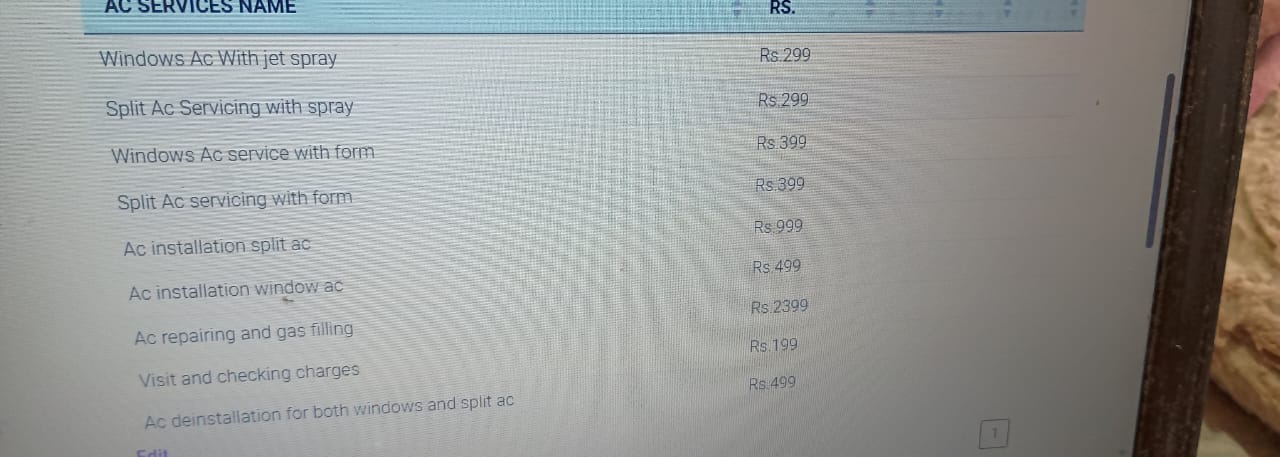 AC SERVICES NAME RS.
Windows Ac With jet spray Rs.299
Split Ac Servicing with spray Rs.299
Windows Ac service with form Rs.399
Split Ac servicing with form Rs.399
Ac installation split ac Rs.999
Ac installation window ac Rs.499
Ac repairing and gas filling Rs.2399
Visit and checking charges Rs.199
Ac deinstallation for both windows and split ac Rs.499
Edit
1